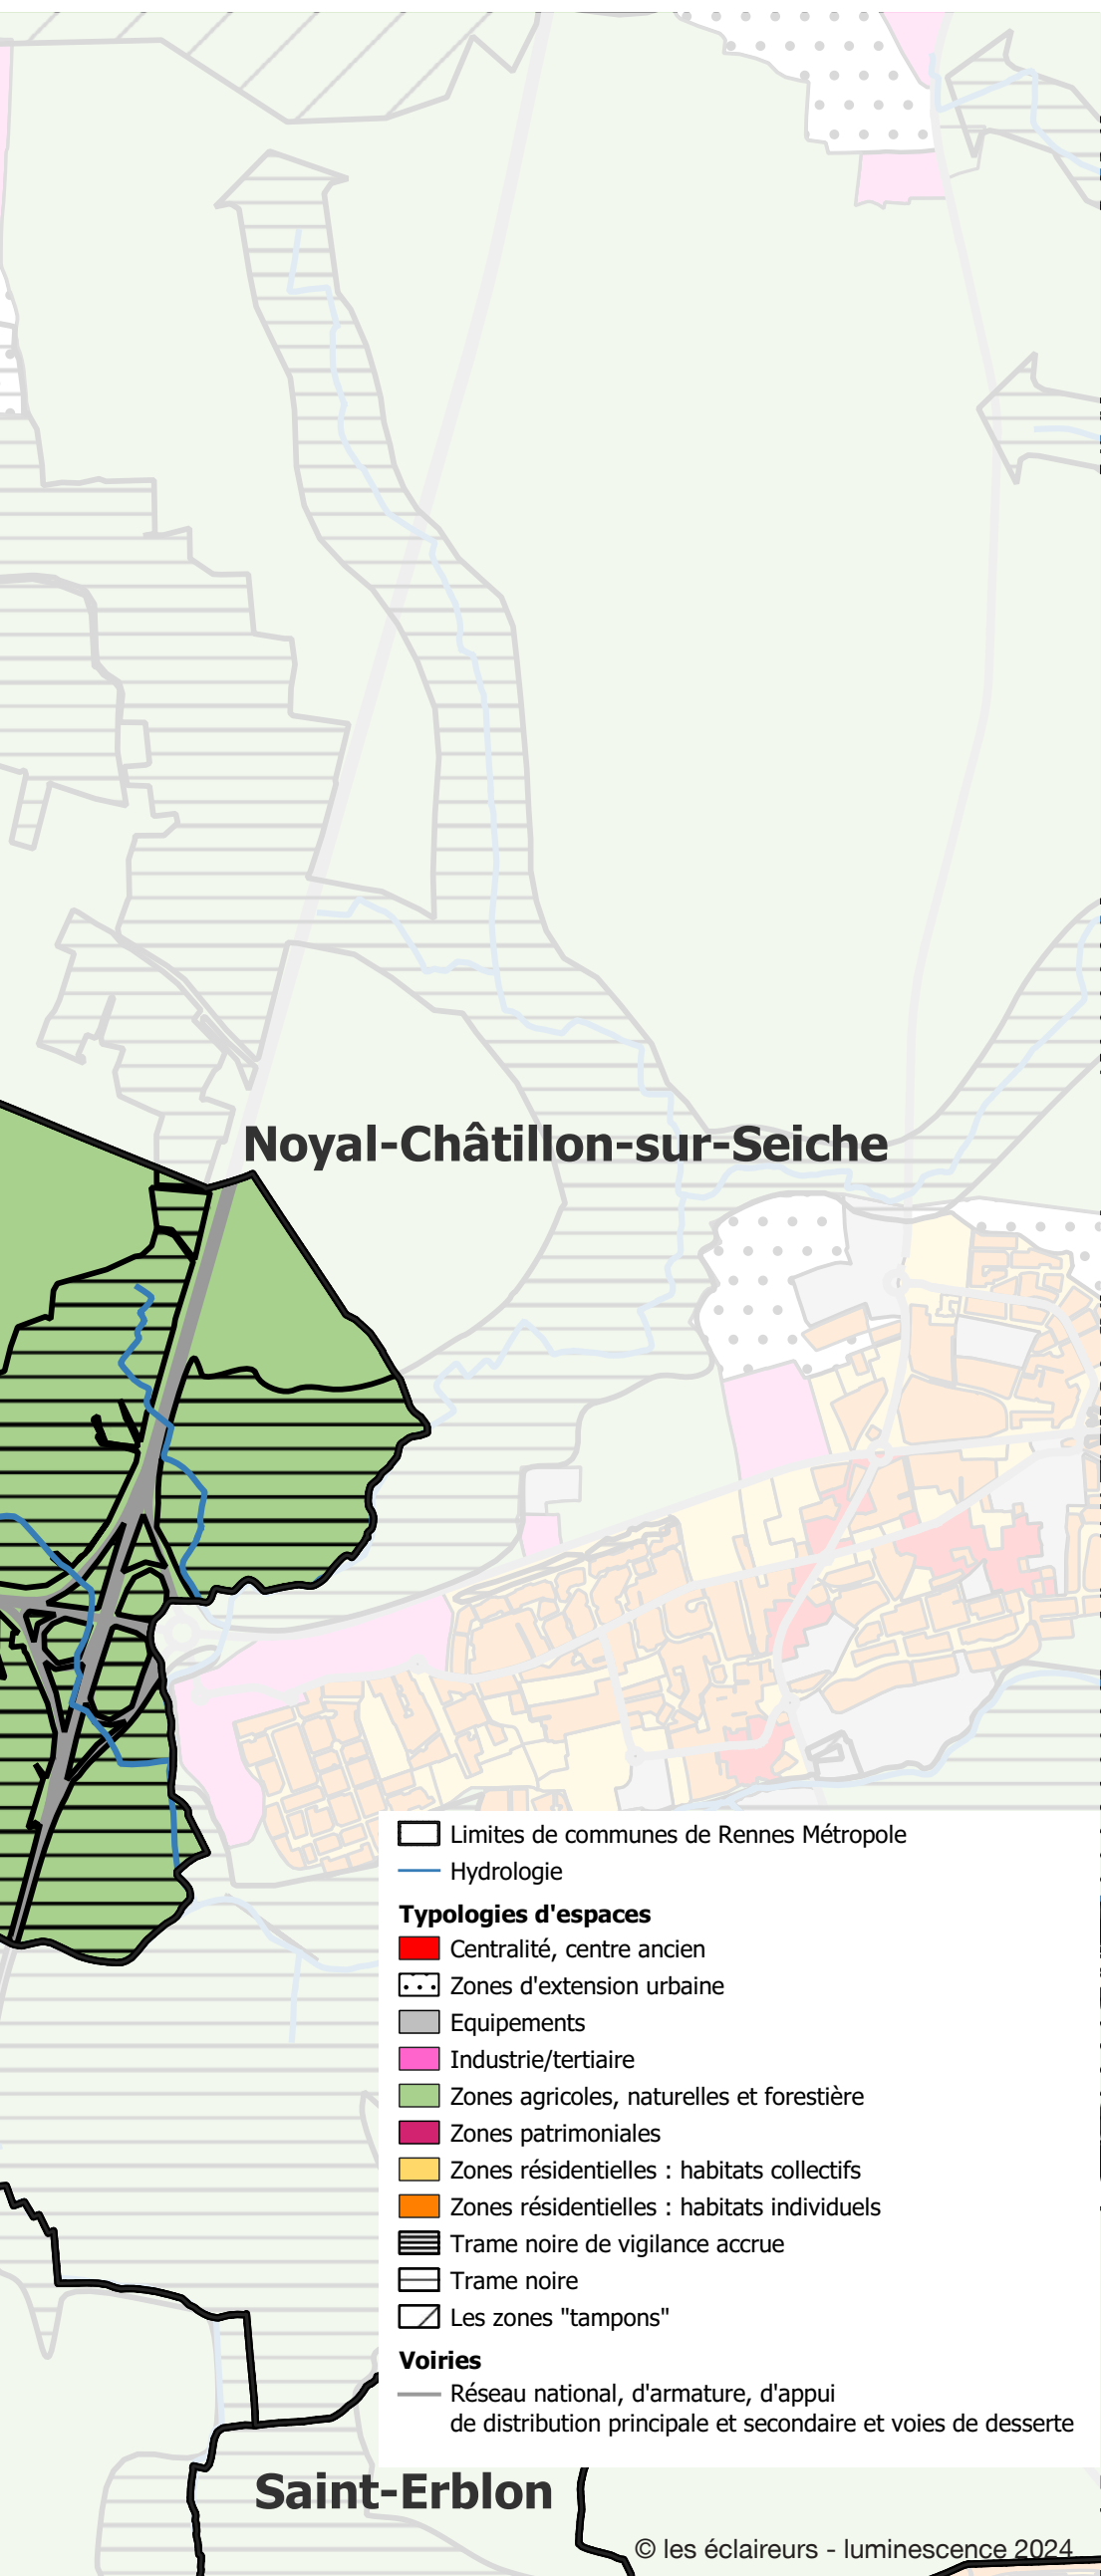 Noyal-Châtillon-sur-Seiche
Limites de communes de Rennes Métropole
Hydrologie
Typologies d'espaces
Centralité, centre ancien
Zones d'extension urbaine
Equipements
Industrie/tertiaire
Zones agricoles, naturelles et forestière
Zones patrimoniales
Zones résidentielles : habitats collectifs
Zones résidentielles : habitats individuels
Trame noire de vigilance accrue
Trame noire
Les zones "tampons"
Voiries
Réseau national, d'armature, d'appui
de distribution principale et secondaire et voies de desserte
Saint-Erblon
© les éclaireurs - luminescence 2024